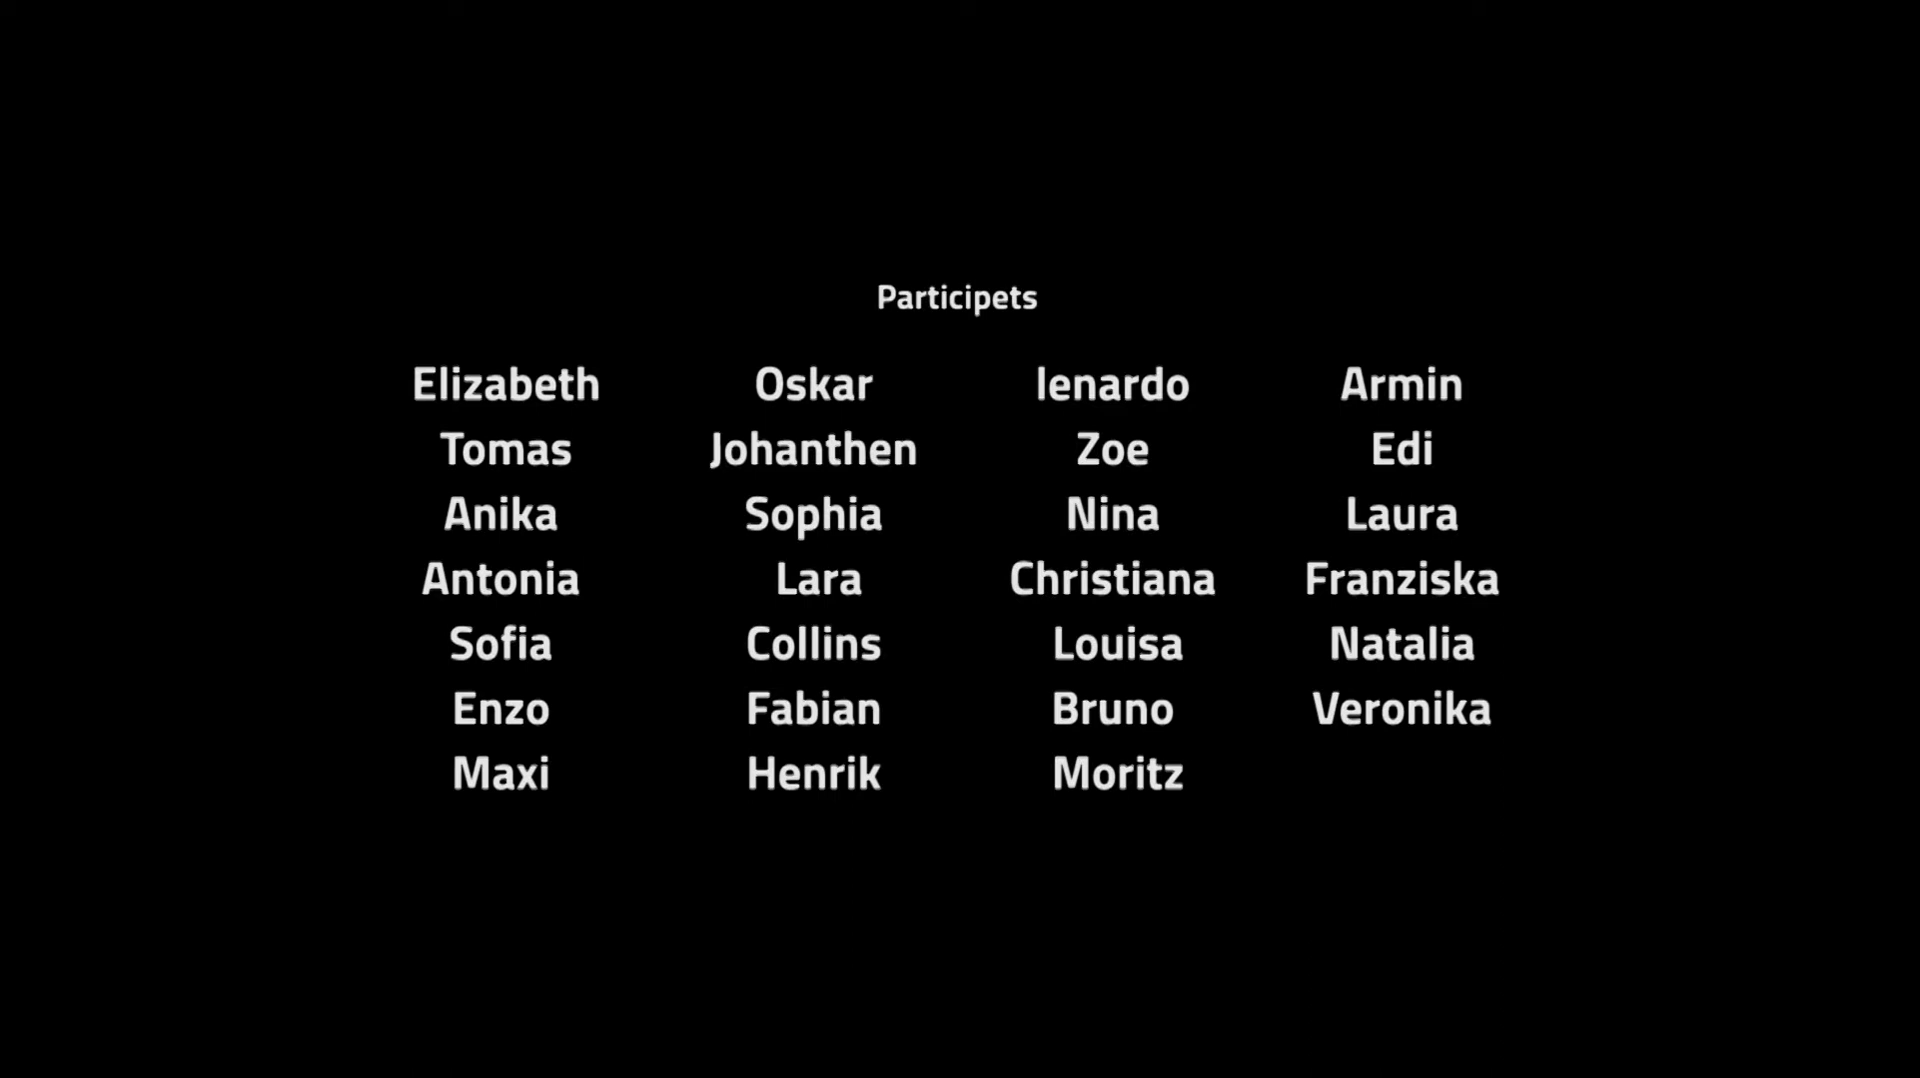 Participets
Elizabeth Oskar lenardo Armin
Tomas Johanthen Zoe Edi
Anika Sophia Nina Laura
Antonia Lara Christiana Franziska
Sofia Collins Louisa Natalia
Enzo Fabian Bruno Veronika
Maxi Henrik Moritz